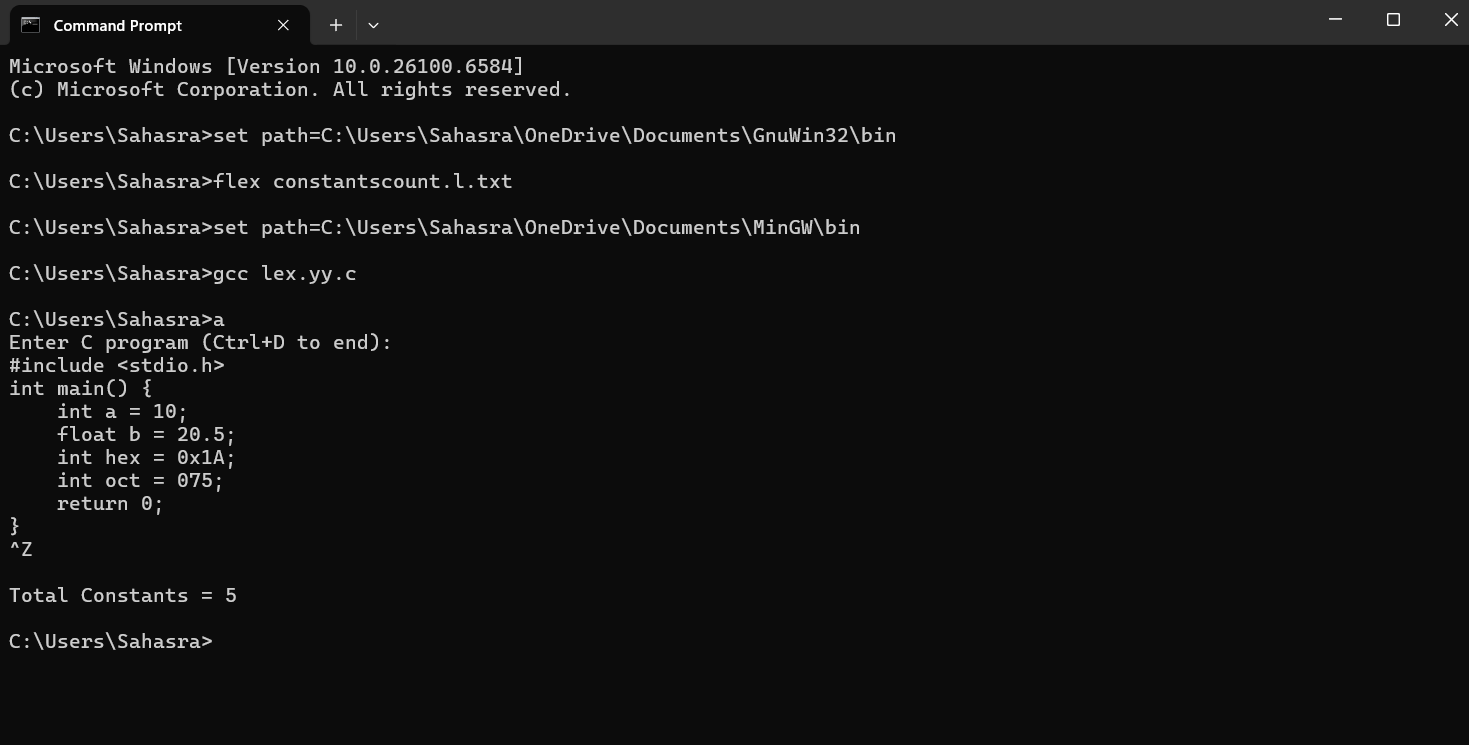 Command Prompt
Microsoft Windows [Version 10.0.26100.6584]
(c) Microsoft Corporation. All rights reserved.
C:\Users\Sahasra>set path=C:\Users\Sahasra\OneDrive\Documents\GnuWin32\bin
C:\Users\Sahasra>flex constantscount.l.txt
C:\Users\Sahasra>set path=C:\Users\Sahasra\OneDrive\Documents\MinGW\bin
C:\Users\Sahasra>gcc lex.yy.c
C:\Users\Sahasra>a
Enter C program (Ctrl+D to end):
#include <stdio.h>
int main() {
    int a = 10;
    float b = 20.5;
    int hex = 0x1A;
    int oct = 075;
    return 0;
}
^Z
Total Constants = 5
C:\Users\Sahasra>